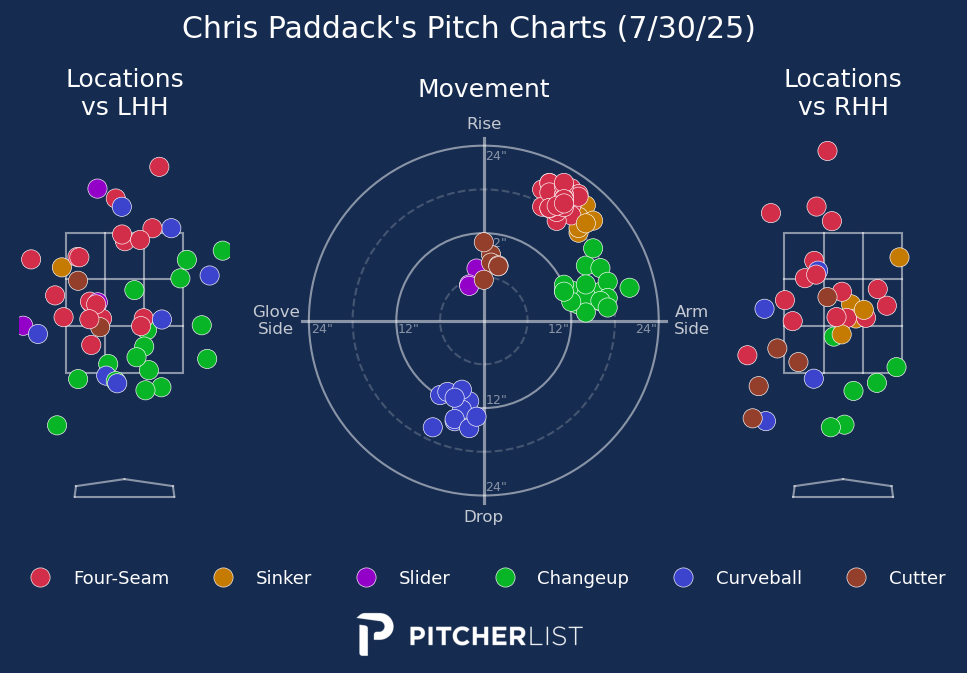 Chris Paddack's Pitch Charts (7/30/25)
Locations
vs LHH
Movement
Locations
vs RHH
Rise
24"
2"
Glove
Side
24"
12"
12"
24"
Arm
Side
12"
24"
Drop
Four-Seam
Sinker
Slider
Changeup
Curveball
Cutter
PITCHERLIST